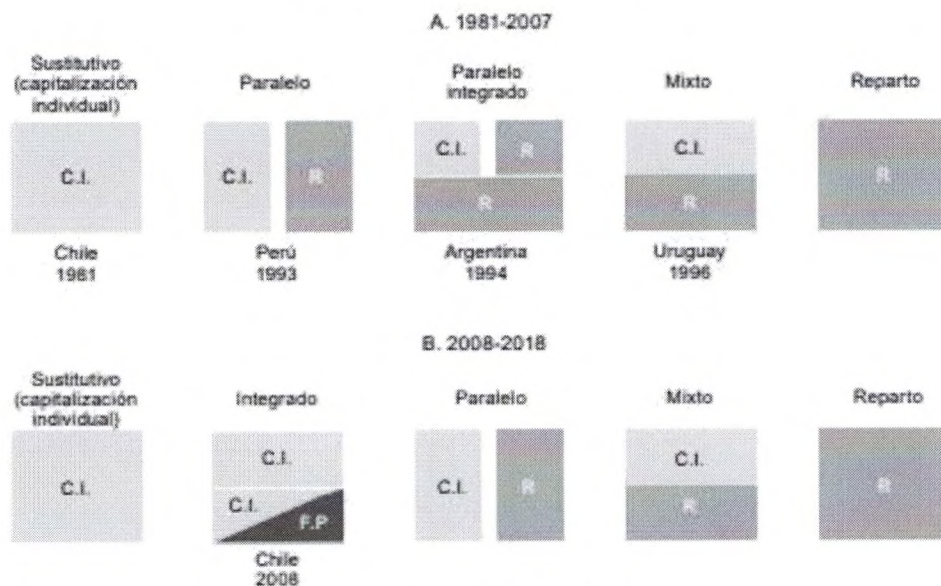 A. 1981-2007
Sustitutivo
(capitalización
individual)
Paralelo
Paralelo
integrado
Mixto
Reparto
C.I.
C.I.
R
C.I.
R
R
C.I.
R
R
Chile
1981
Perú
1993
Argentina
1994
Uruguay
1996
B. 2008-2018
Sustitutivo
(capitalización
individual)
Integrado
Paralelo
Mixto
Reparto
C.I.
C.I.
C.I.
F.P
C.I.
R
C.I.
R
R
Chile
2008